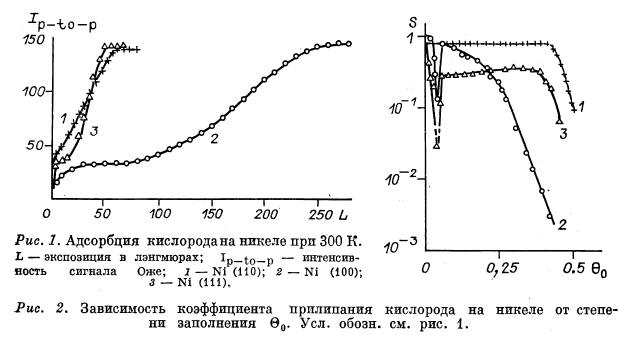 I p-to-p
150
100
50
0
50
100
150
200
250 L
1
2
3
S
1
10⁻¹
10⁻²
10⁻³
0
0,25
0,5 Θ₀
1
2
3
Рис. 1. Адсорбция кислорода на никеле при 300 К.
L — экспозиция в лэнгмюрах; I p-to-p — интенсив-
ность сигнала Оже; 1 — Ni (110); 2 — Ni (100);
3 — Ni (111).
Рис. 2. Зависимость коэффициента прилипания кислорода на никеле от степе-
ни заполнения Θ₀. Усл. обозн. см. рис. 1.